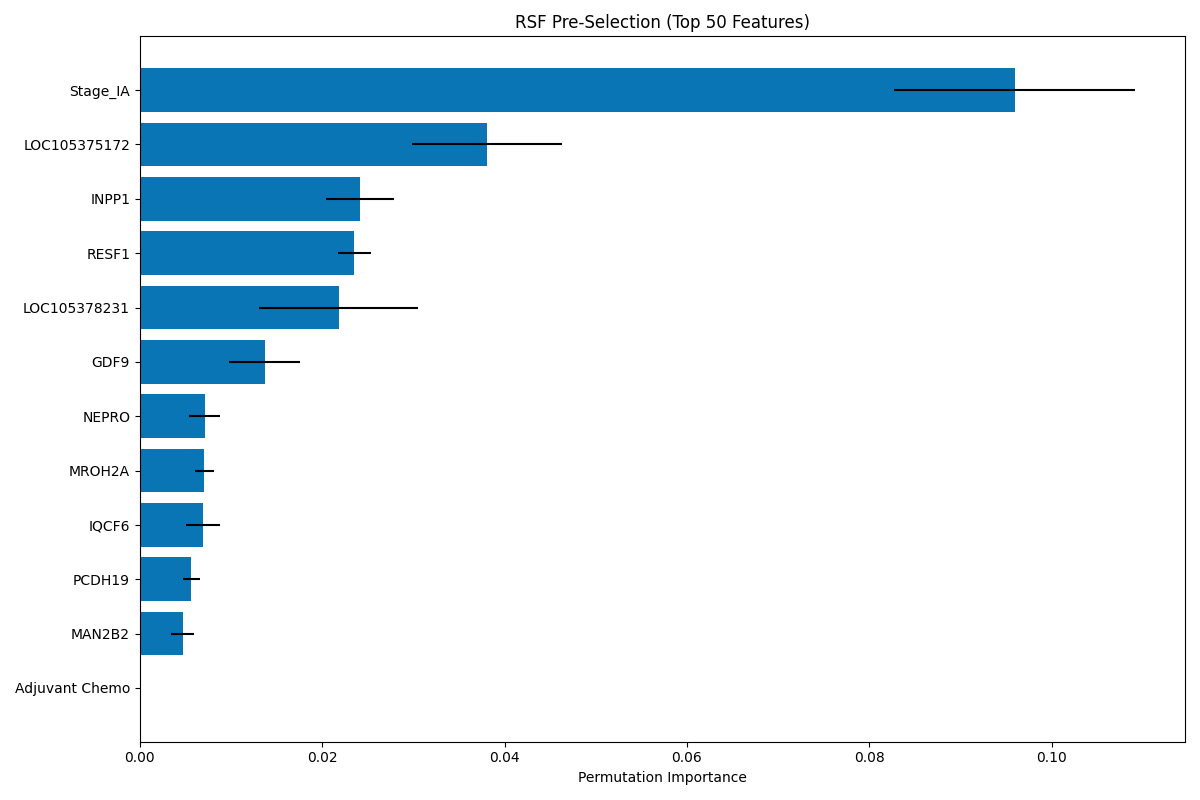 RSF Pre-Selection (Top 50 Features)
Stage_IA
LOC105375172
INPP1
RESF1
LOC105378231
GDF9
NEPRO
MROH2A
IQCF6
PCDH19
MAN2B2
Adjuvant Chemo
0.00 0.02 0.04 0.06 0.08 0.10
Permutation Importance